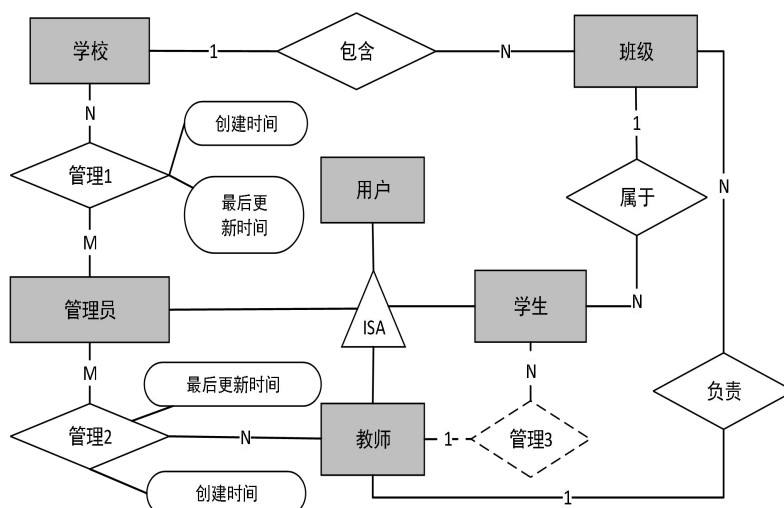 学校
1
包含
N
班级
N
创建时间
1
管理1
最后更
新时间
用户
属于
N
M
管理员
学生
N
ISA
M
最后更新时间
N
负责
管理2
N
教师
1
管理3
创建时间
1